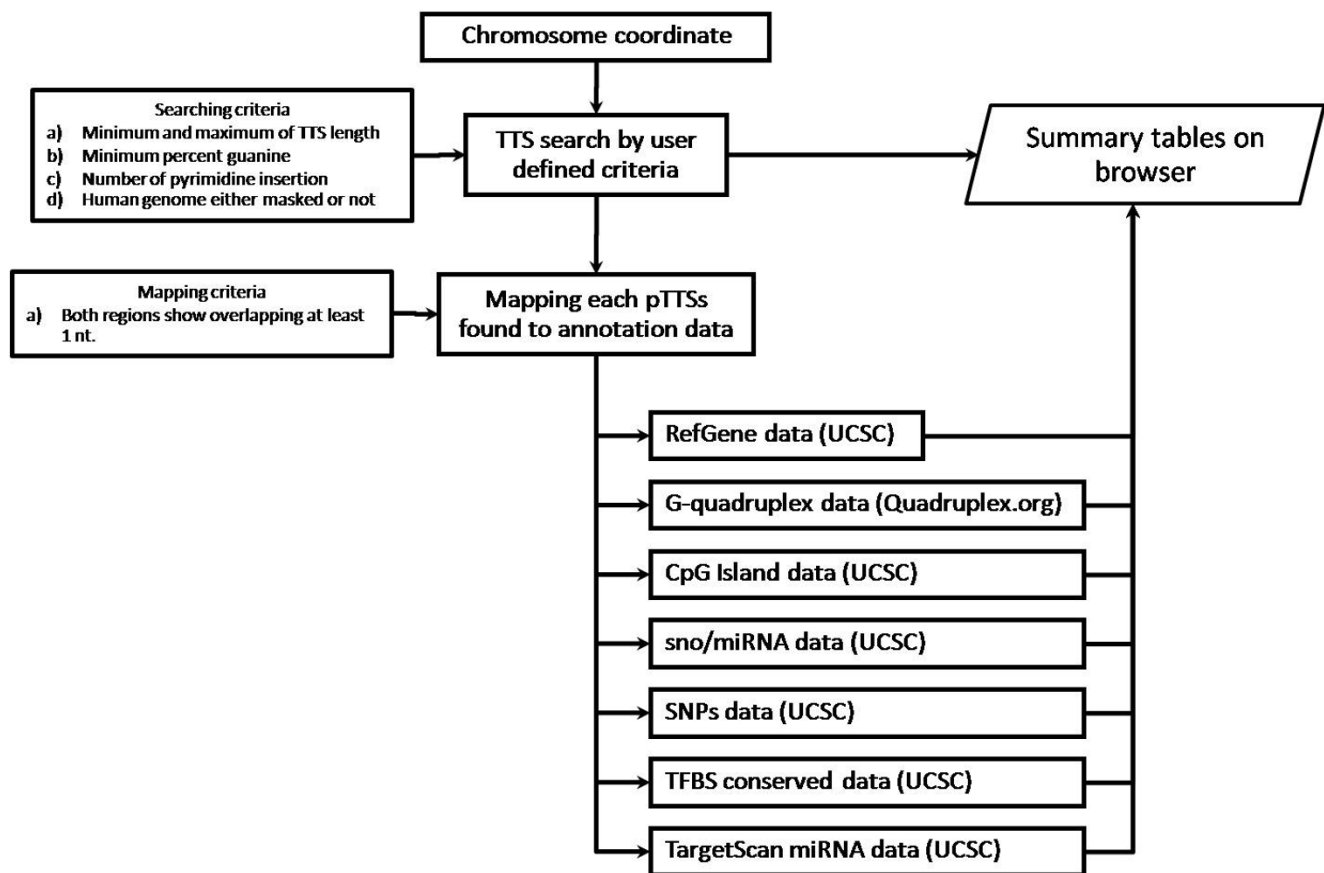 Chromosome coordinate
Searching criteria
a) Minimum and maximum of TTS length
b) Minimum percent guanine
c) Number of pyrimidine insertion
d) Human genome either masked or not
TTS search by user
defined criteria
Summary tables on
browser
Mapping criteria
a) Both regions show overlapping at least
1 nt.
Mapping each pTTSs
found to annotation data
RefGene data (UCSC)
G-quadruplex data (Quadruplex.org)
CpG Island data (UCSC)
sno/miRNA data (UCSC)
SNPs data (UCSC)
TFBS conserved data (UCSC)
TargetScan miRNA data (UCSC)